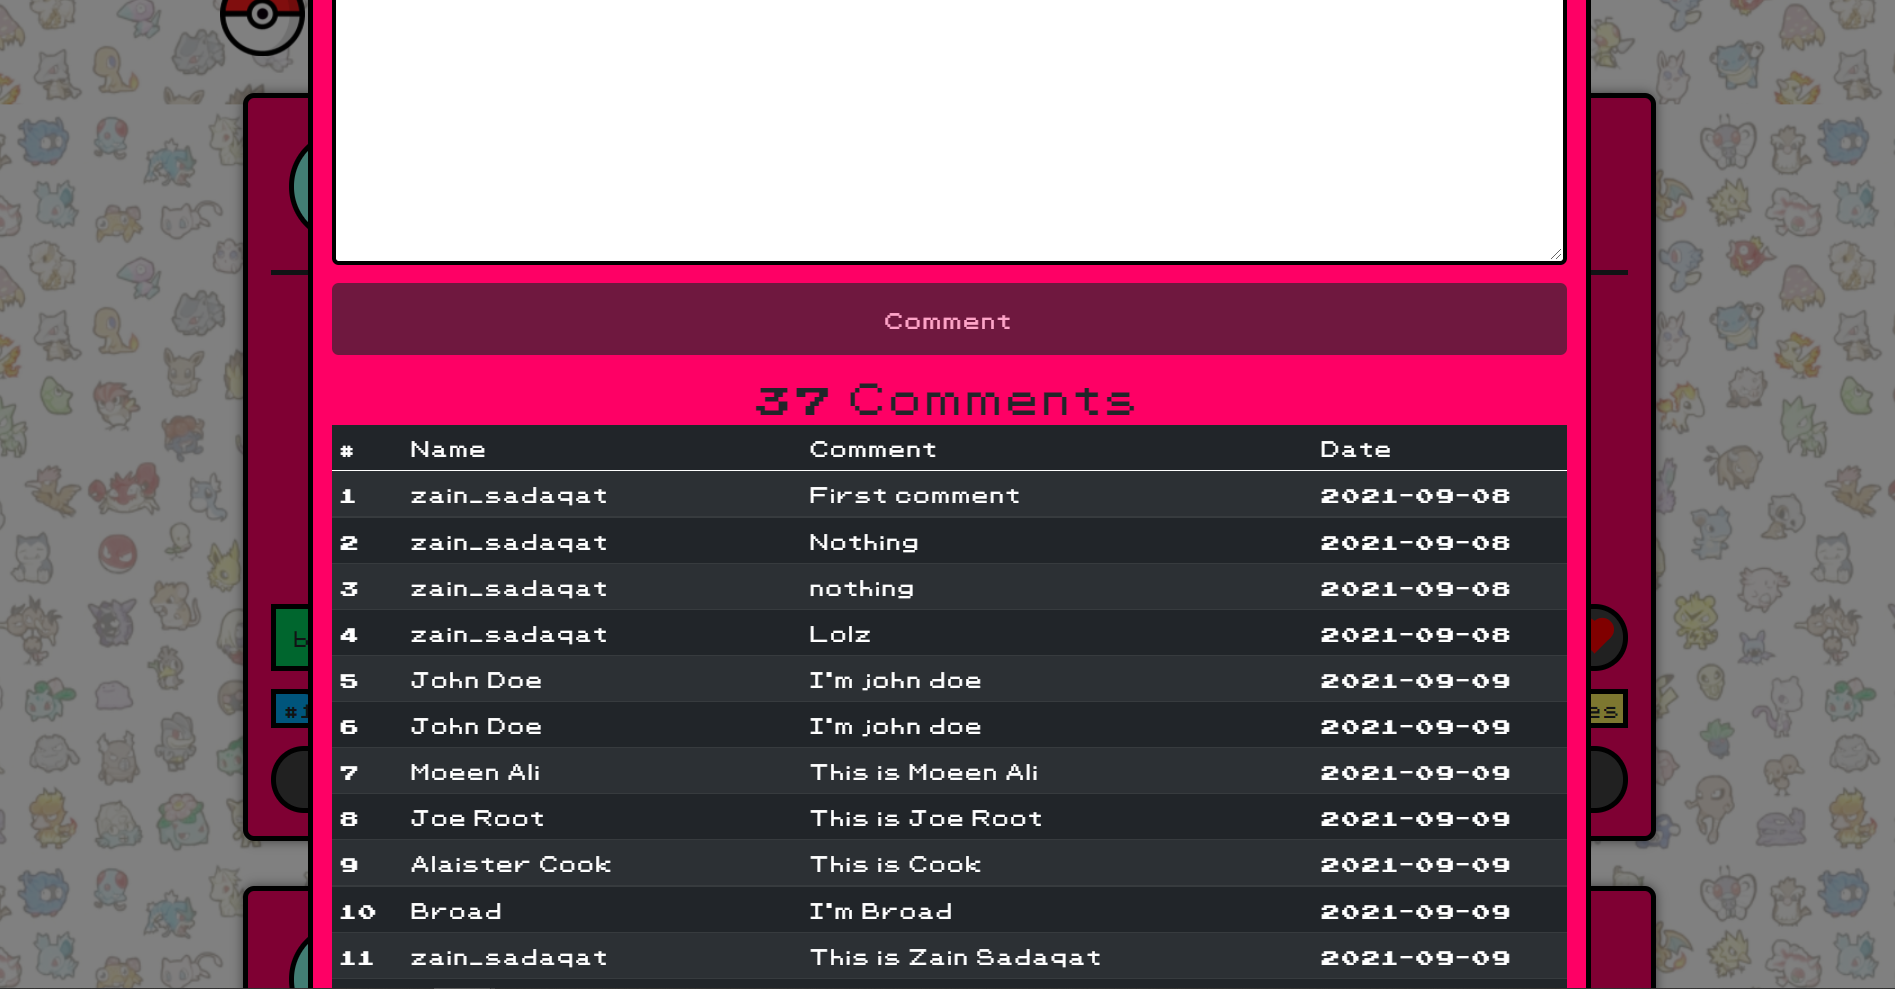 Comment
37 Comments
# Name Comment Date
1 zain_sadaqat First comment 2021-09-08
2 zain_sadaqat Nothing 2021-09-08
3 zain_sadaqat nothing 2021-09-08
4 zain_sadaqat Lolz 2021-09-08
5 John Doe I'm john doe 2021-09-09
6 John Doe I'm john doe 2021-09-09
7 Moeen Ali This is Moeen Ali 2021-09-09
8 Joe Root This is Joe Root 2021-09-09
9 Alaister Cook This is Cook 2021-09-09
10 Broad I'm Broad 2021-09-09
11 zain_sadaqat This is Zain Sadaqat 2021-09-09